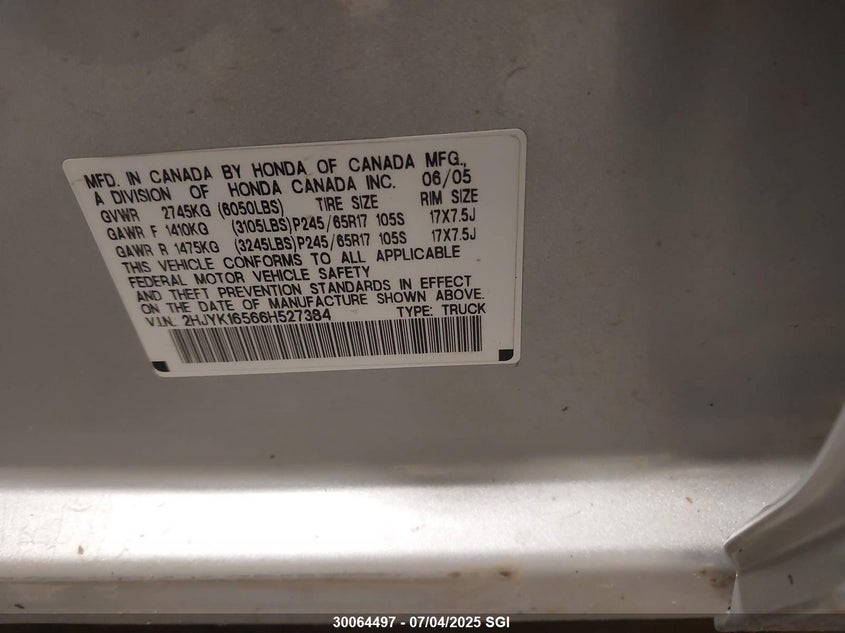 MFD. IN CANADA BY HONDA OF CANADA MFG.,
A DIVISION OF HONDA CANADA INC. 06/05
GVWR 2745KG (6050LBS) TIRE SIZE RIM SIZE
GAWR F 1410KG (3105LBS)P245/65R17 105S 17X7.5J
GAWR R 1475KG (3245LBS)P245/65R17 105S 17X7.5J
THIS VEHICLE CONFORMS TO ALL APPLICABLE
FEDERAL MOTOR VEHICLE SAFETY
AND THEFT PREVENTION STANDARDS IN EFFECT
ON THE DATE OF MANUFACTURE SHOWN ABOVE.
V.I.N. 2HJYK16566H527384 TYPE: TRUCK
30064497 - 07/04/2025 SGI